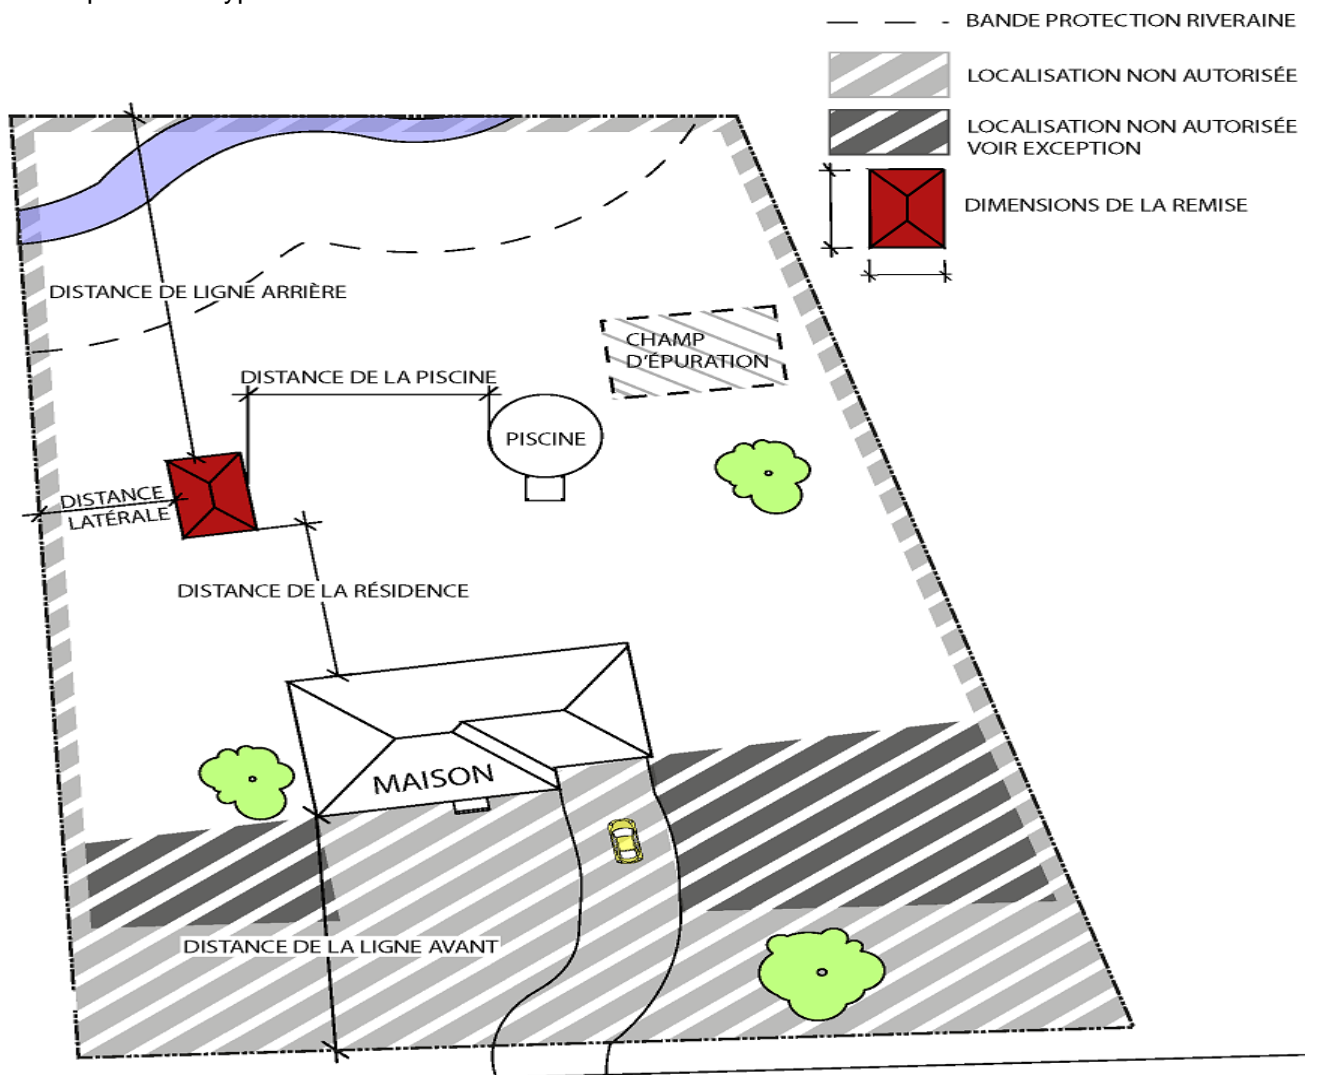 BANDE PROTECTION RIVERAINE
LOCALISATION NON AUTORISÉE
LOCALISATION NON AUTORISÉE
VOIR EXCEPTION
DIMENSIONS DE LA REMISE
DISTANCE DE LIGNE ARRIÈRE
CHAMP
D'ÉPURATION
DISTANCE DE LA PISCINE
PISCINE
DISTANCE
LATÉRALE
DISTANCE DE LA RÉSIDENCE
MAISON
DISTANCE DE LA LIGNE AVANT